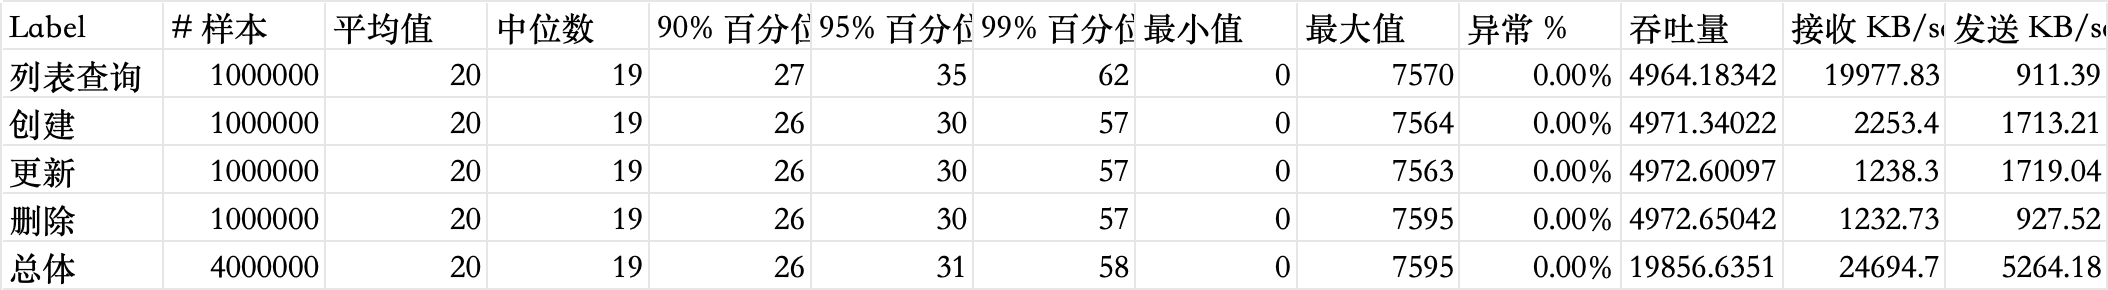 Label # 样本 平均值 中位数 90% 百分位 95% 百分位 99% 百分位 最小值 最大值 异常 % 吞吐量 接收 KB/s 发送 KB/s
列表查询 1000000 20 19 27 35 62 0 7570 0.00% 4964.18342 19977.83 911.39
创建 1000000 20 19 26 30 57 0 7564 0.00% 4971.34022 2253.4 1713.21
更新 1000000 20 19 26 30 57 0 7563 0.00% 4972.60097 1238.3 1719.04
删除 1000000 20 19 26 30 57 0 7595 0.00% 4972.65042 1232.73 927.52
总体 4000000 20 19 26 31 58 0 7595 0.00% 19856.6351 24694.7 5264.18